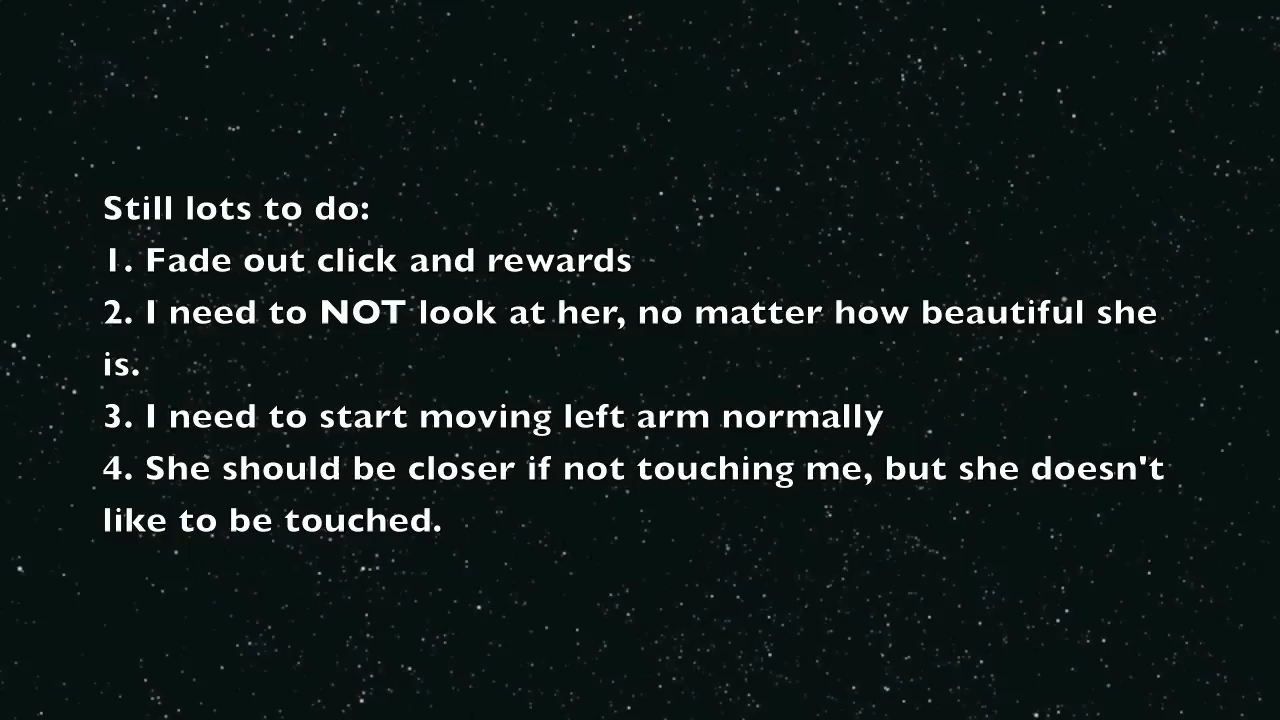 Still lots to do:
1. Fade out click and rewards
2. I need to NOT look at her, no matter how beautiful she
is.
3. I need to start moving left arm normally
4. She should be closer if not touching me, but she doesn't
like to be touched.